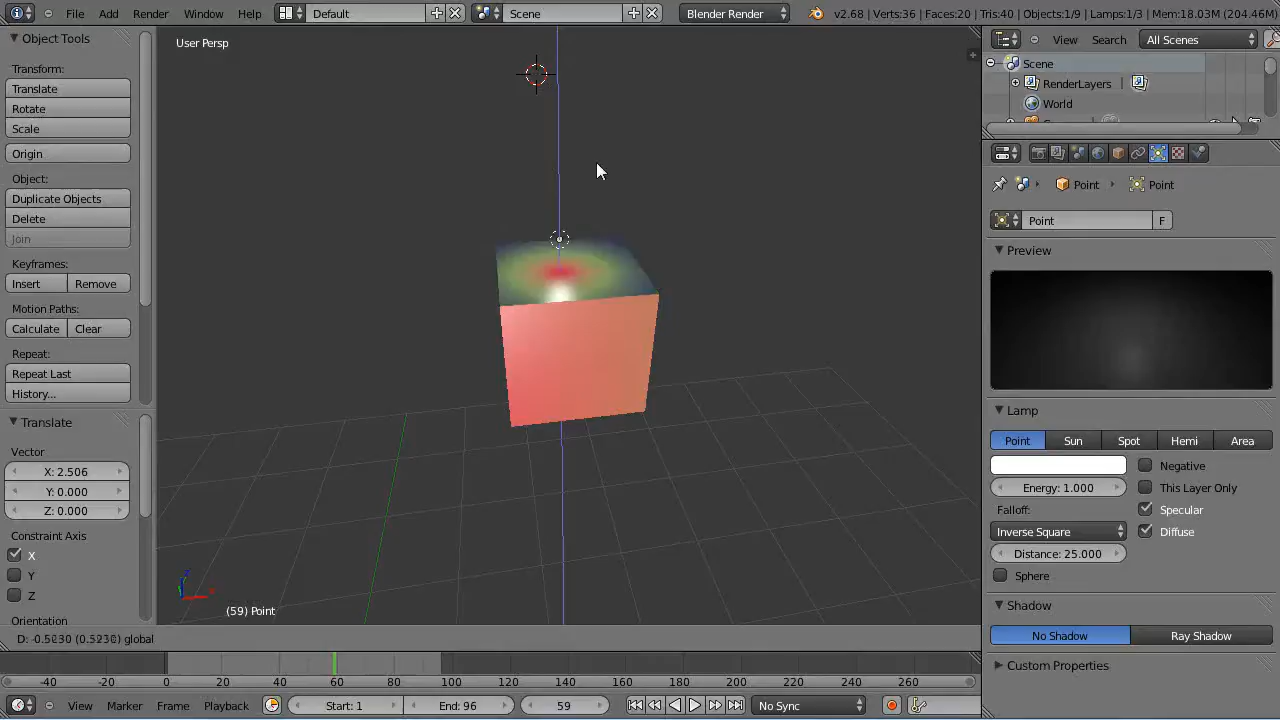 File Add Render Window Help Default Scene Blender Render v2.68 | Verts:36 | Faces:20 | Tris:40 | Objects:1/9 | Lamps:1/3 | Mem:18.03M (204.46M)
Object Tools
Transform:
Translate
Rotate
Scale
Origin
Object:
Duplicate Objects
Delete
Join
Keyframes:
Insert Remove
Motion Paths:
Calculate Clear
Repeat:
Repeat Last
History...
Translate
Vector
X: 2.506
Y: 0.000
Z: 0.000
Constraint Axis
X
Y
Z
Orientation
User Persp
(59) Point
D: -0.5230 (0.5230) global
View Search All Scenes
Scene
RenderLayers
World
Point Point
Point F
Preview
Lamp
Point Sun Spot Hemi Area
Negative
Energy: 1.000 This Layer Only
Falloff: Specular
Inverse Square Diffuse
Distance: 25.000
Sphere
Shadow
No Shadow Ray Shadow
Custom Properties
-40 -20 0 20 40 60 80 100 120 140 160 180 200 220 240 260
View Marker Frame Playback Start: 1 End: 96 59 No Sync